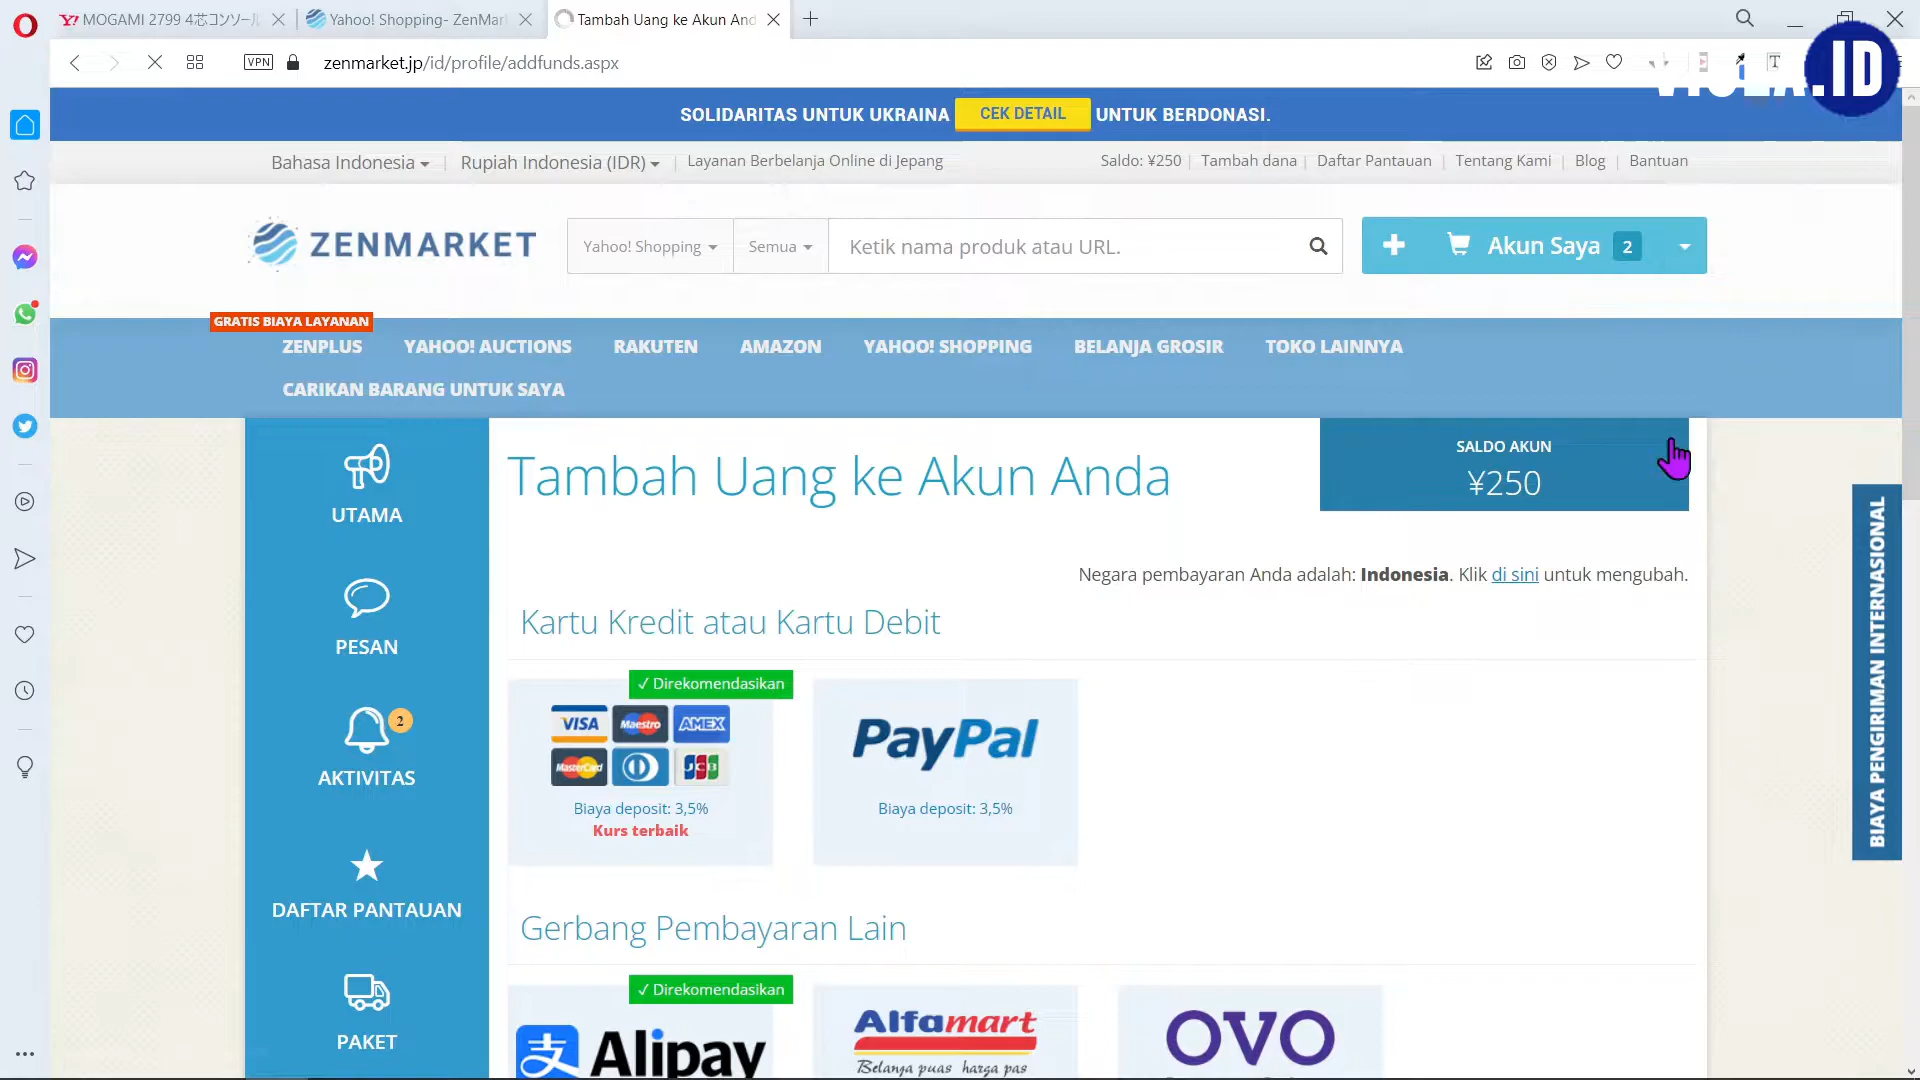 MOGAMI 2799 4芯コンソール
Yahoo! Shopping- ZenMar
Tambah Uang ke Akun And
VPN
zenmarket.jp/id/profile/addfunds.aspx
.ID
SOLIDARITAS UNTUK UKRAINA CEK DETAIL UNTUK BERDONASI.
Bahasa Indonesia
Rupiah Indonesia (IDR)
Layanan Berbelanja Online di Jepang
Saldo: ¥250
Tambah dana
Daftar Pantauan
Tentang Kami
Blog
Bantuan
ZENMARKET
Yahoo! Shopping
Semua
Ketik nama produk atau URL.
Akun Saya 2
GRATIS BIAYA LAYANAN
ZENPLUS
YAHOO! AUCTIONS
RAKUTEN
AMAZON
YAHOO! SHOPPING
BELANJA GROSIR
TOKO LAINNYA
CARIKAN BARANG UNTUK SAYA
UTAMA
PESAN
2
AKTIVITAS
DAFTAR PANTAUAN
PAKET
Tambah Uang ke Akun Anda
SALDO AKUN
¥250
Negara pembayaran Anda adalah: Indonesia. Klik di sini untuk mengubah.
Kartu Kredit atau Kartu Debit
✓ Direkomendasikan
VISA
Maestro
AMEX
MasterCard
JCB
Biaya deposit: 3,5%
Kurs terbaik
PayPal
Biaya deposit: 3,5%
Gerbang Pembayaran Lain
✓ Direkomendasikan
支 Alipay
Alfamart
Belanja puas harga pas
OVO
BIAYA PENGIRIMAN INTERNASIONAL